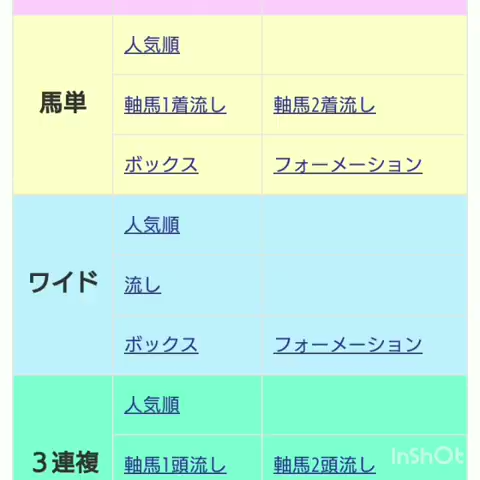 人気順
馬単
軸馬1着流し 軸馬2着流し
ボックス フォーメーション
人気順
ワイド
流し
ボックス フォーメーション
人気順
3連複
軸馬1頭流し 軸馬2頭流し
InShOt